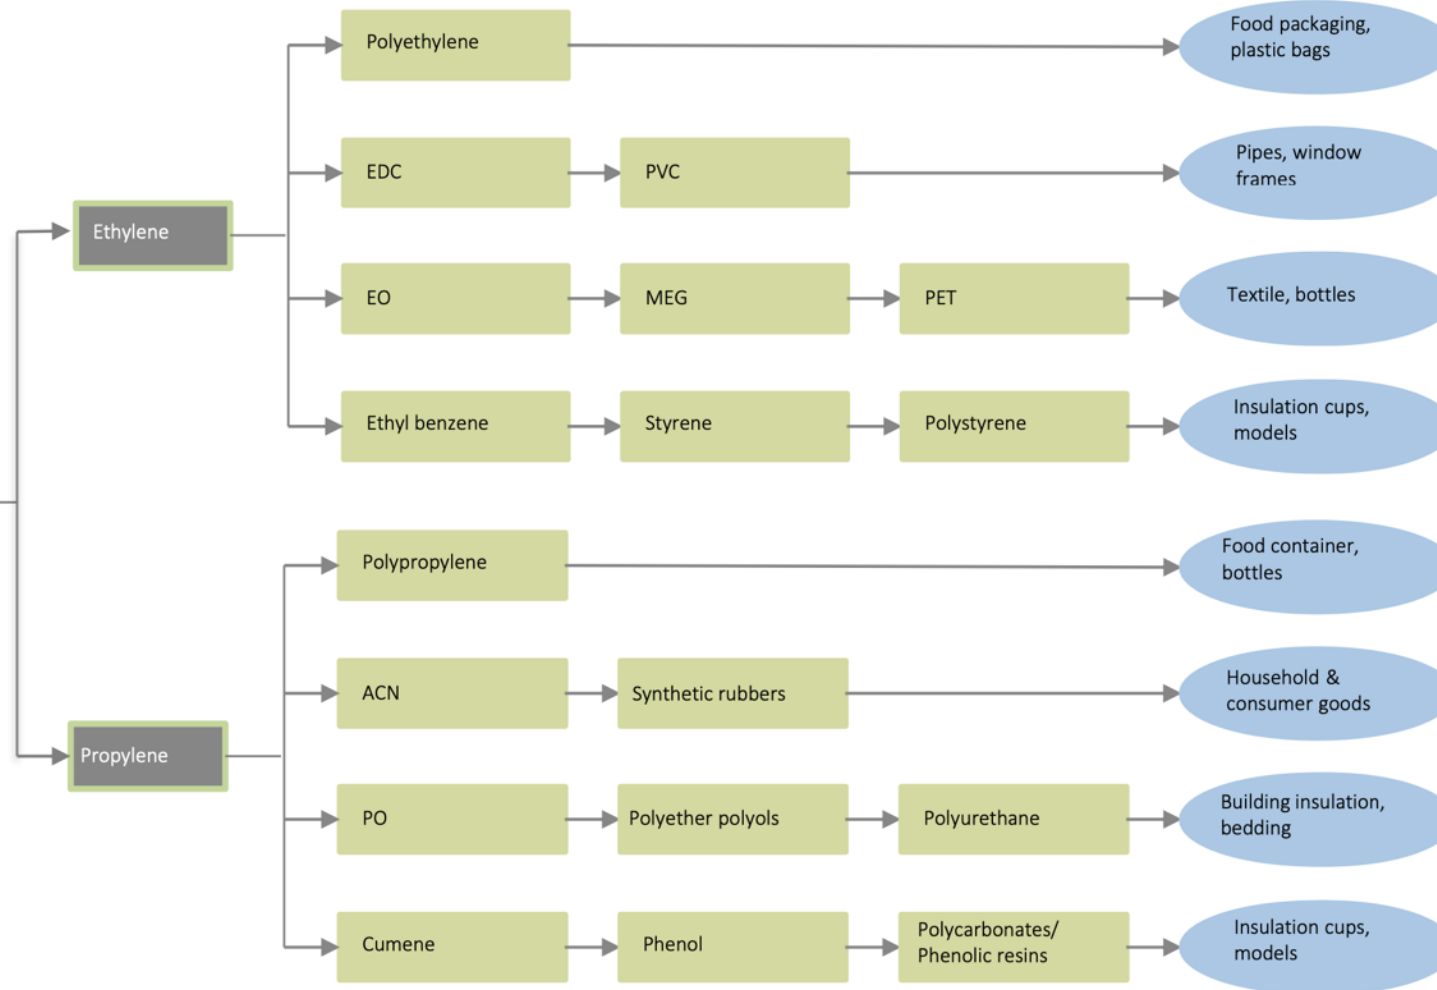 Polyethylene
Food packaging,
plastic bags
EDC
PVC
Pipes, window
frames
Ethylene
EO
MEG
PET
Textile, bottles
Ethyl benzene
Styrene
Polystyrene
Insulation cups,
models
Polypropylene
Food container,
bottles
ACN
Synthetic rubbers
Household &
consumer goods
Propylene
PO
Polyether polyols
Polyurethane
Building insulation,
bedding
Cumene
Phenol
Polycarbonates/
Phenolic resins
Insulation cups,
models